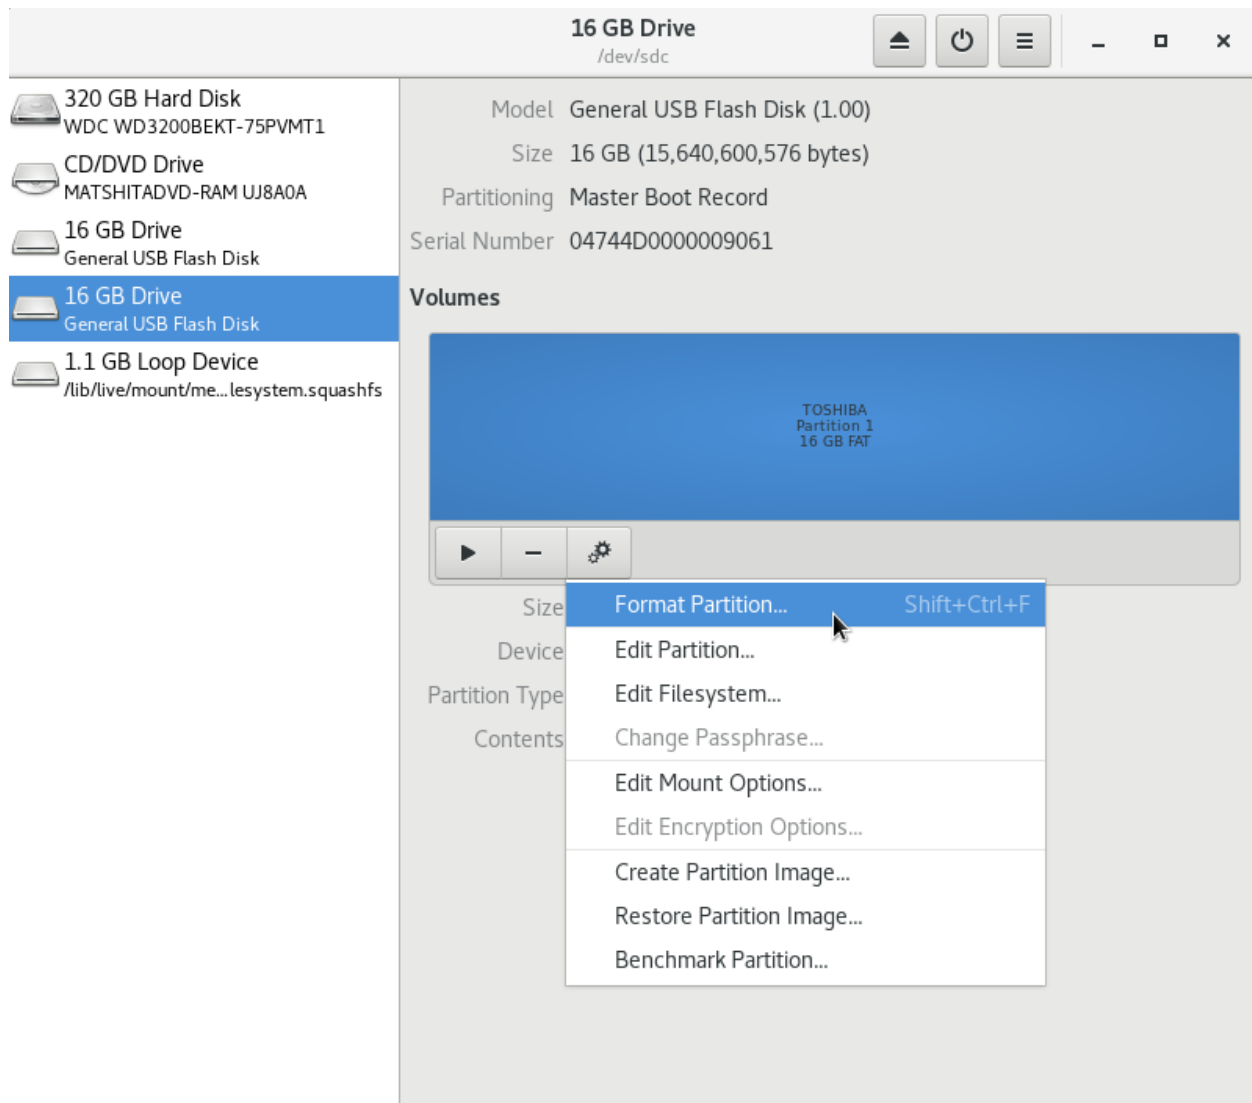 16 GB Drive
/dev/sdc
320 GB Hard Disk
WDC WD3200BEKT-75PVMT1
CD/DVD Drive
MATSHITADVD-RAM UJ8A0A
16 GB Drive
General USB Flash Disk
16 GB Drive
General USB Flash Disk
1.1 GB Loop Device
/lib/live/mount/me...lesystem.squashfs
Model General USB Flash Disk (1.00)
Size 16 GB (15,640,600,576 bytes)
Partitioning Master Boot Record
Serial Number 04744D0000009061
Volumes
TOSHIBA
Partition 1
16 GB FAT
Size
Device
Partition Type
Contents
Format Partition... Shift+Ctrl+F
Edit Partition...
Edit Filesystem...
Change Passphrase...
Edit Mount Options...
Edit Encryption Options...
Create Partition Image...
Restore Partition Image...
Benchmark Partition...